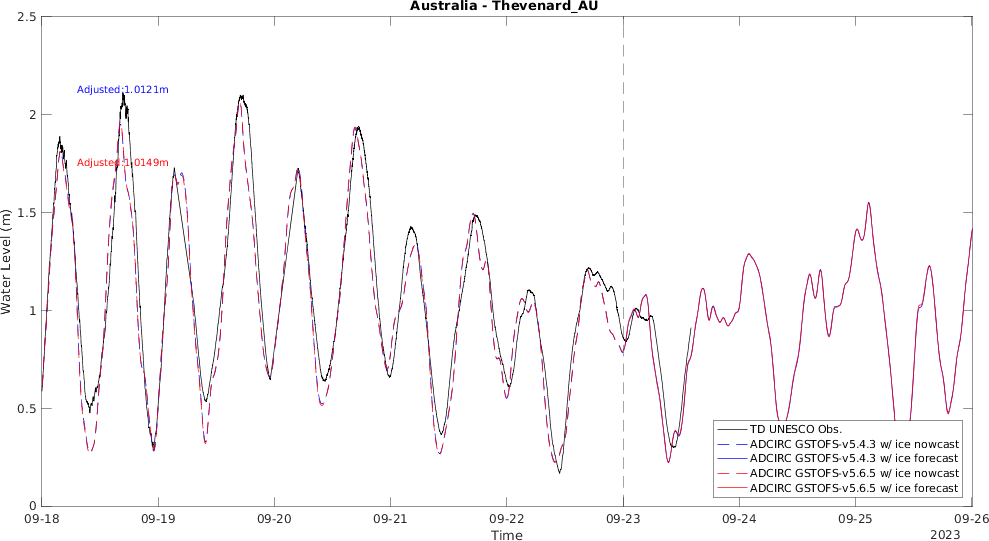 Australia - Thevenard_AU
2.5
2
1.5
1
0.5
0
Water Level (m)
Adjusted:1.0121m
Adjusted:1.0149m
TD UNESCO Obs.
ADCIRC GSTOFS-v5.4.3 w/ ice nowcast
ADCIRC GSTOFS-v5.4.3 w/ ice forecast
ADCIRC GSTOFS-v5.6.5 w/ ice nowcast
ADCIRC GSTOFS-v5.6.5 w/ ice forecast
09-18 09-19 09-20 09-21 09-22 09-23 09-24 09-25 09-26
Time
2023